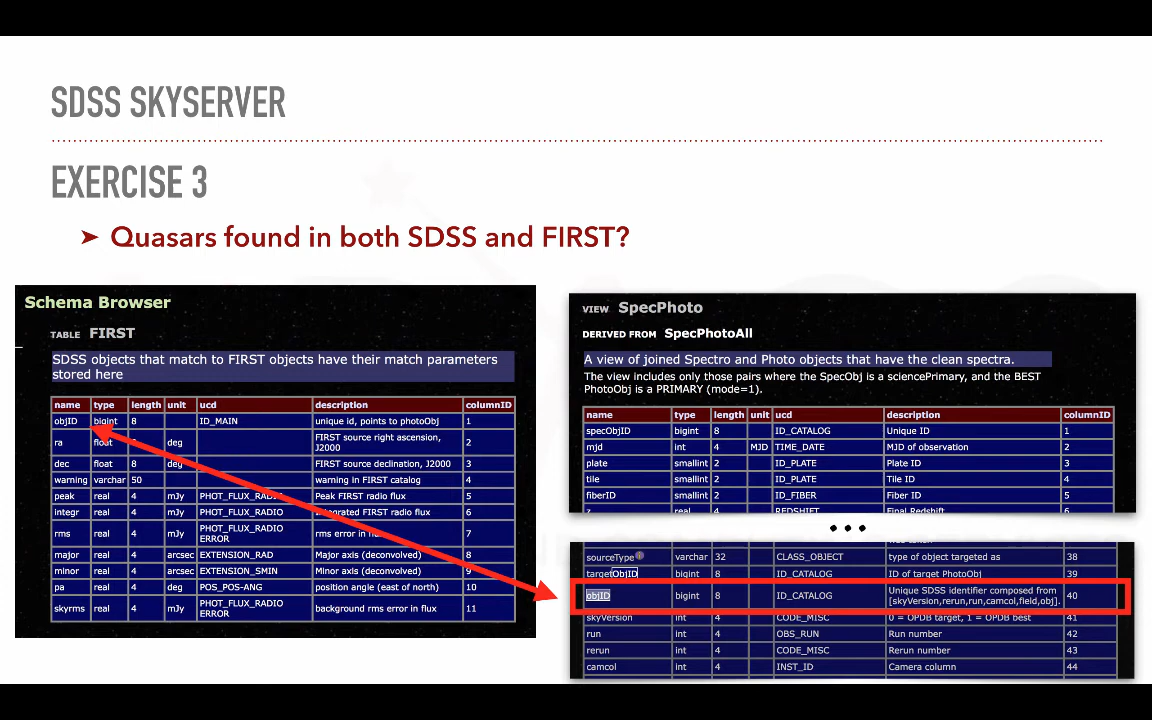 SDSS SKYSERVER
EXERCISE 3
➤ Quasars found in both SDSS and FIRST?
Schema Browser
TABLE FIRST
SDSS objects that match to FIRST objects have their match parameters
stored here
name type length unit ucd description columnID
objID bigint 8 ID_MAIN unique id, points to photoObj 1
ra float 8 deg FIRST source right ascension, J2000 2
dec float 8 deg FIRST source declination, J2000 3
warning varchar 50 warning in FIRST catalog 4
peak real 4 mJy PHOT_FLUX_RADIO Peak FIRST radio flux 5
integr real 4 mJy PHOT_FLUX_RADIO Integrated FIRST radio flux 6
rms real 4 mJy PHOT_FLUX_RADIO ERROR rms error in flux 7
major real 4 arcsec EXTENSION_RAD Major axis (deconvolved) 8
minor real 4 arcsec EXTENSION_SMIN Minor axis (deconvolved) 9
pa real 4 deg POS_POS-ANG position angle (east of north) 10
skyrms real 4 mJy PHOT_FLUX_RADIO ERROR background rms error in flux 11
VIEW SpecPhoto
DERIVED FROM SpecPhotoAll
A view of joined Spectro and Photo objects that have the clean spectra.
The view includes only those pairs where the SpecObj is a sciencePrimary, and the BEST
PhotoObj is a PRIMARY (mode=1).
name type length unit ucd description columnID
specObjID bigint 8 ID_CATALOG Unique ID 1
mjd int 4 MJD TIME_DATE MJD of observation 2
plate smallint 2 ID_PLATE Plate ID 3
tile smallint 2 ID_PLATE Tile ID 4
fiberID smallint 2 ID_FIBER Fiber ID 5
z real 4 REDSHIFT Final Redshift 6
•••
sourceType varchar 32 CLASS_OBJECT type of object targeted as 38
targetObjID bigint 8 ID_CATALOG ID of target PhotoObj 39
objID bigint 8 ID_CATALOG Unique SDSS identifier composed from [skyVersion,rerun,run,camcol,field,obj]. 40
skyVersion int 4 CODE_MISC 0 = OPDB target, 1 = OPDB best 41
run int 4 OBS_RUN Run number 42
rerun int 4 CODE_MISC Rerun number 43
camcol int 4 INST_ID Camera column 44